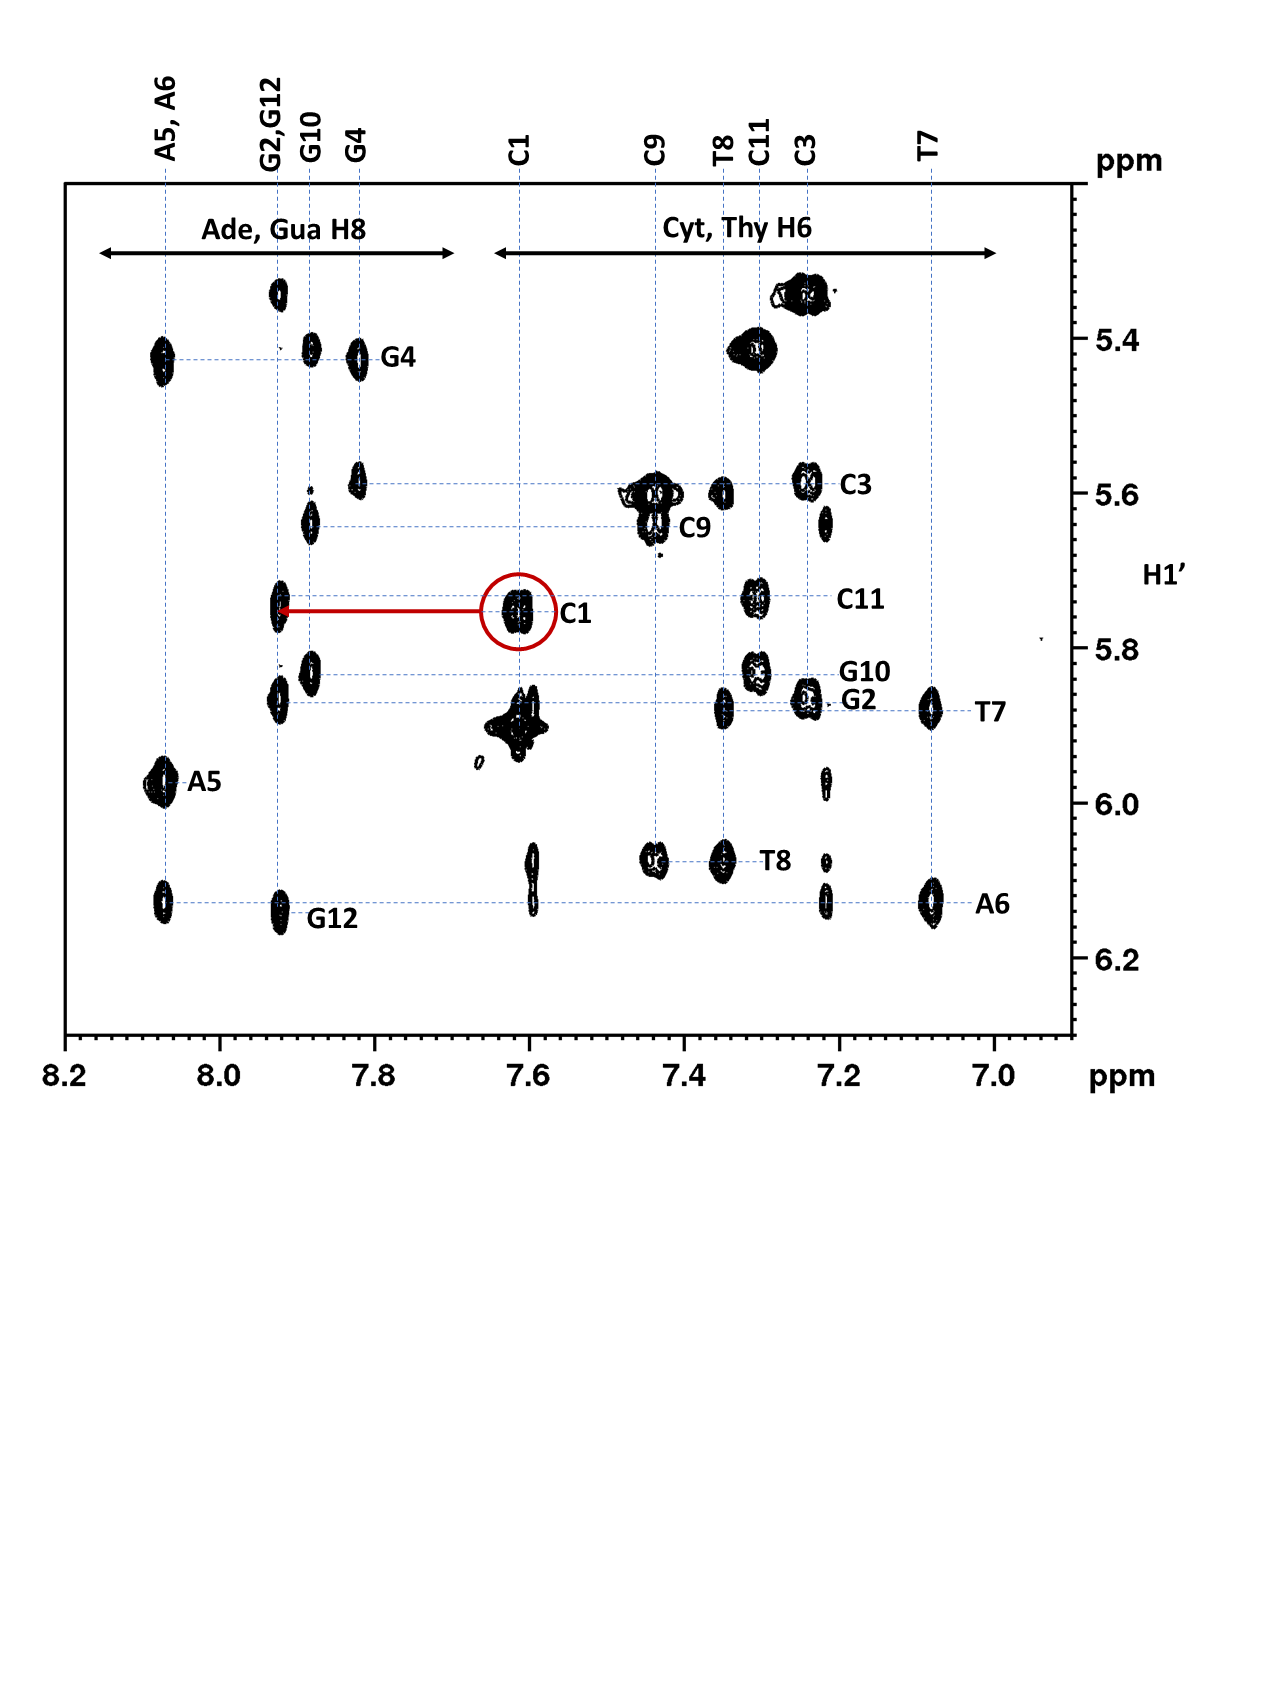 A5, A6
G2,G12
G10
G4
C1
C9
T8
C11
C3
T7
ppm
Ade, Gua H8
Cyt, Thy H6
5.4
G4
C3
5.6
C9
H1’
C11
C1
5.8
G10
G2
T7
A5
6.0
T8
A6
G12
6.2
8.2
8.0
7.8
7.6
7.4
7.2
7.0
ppm